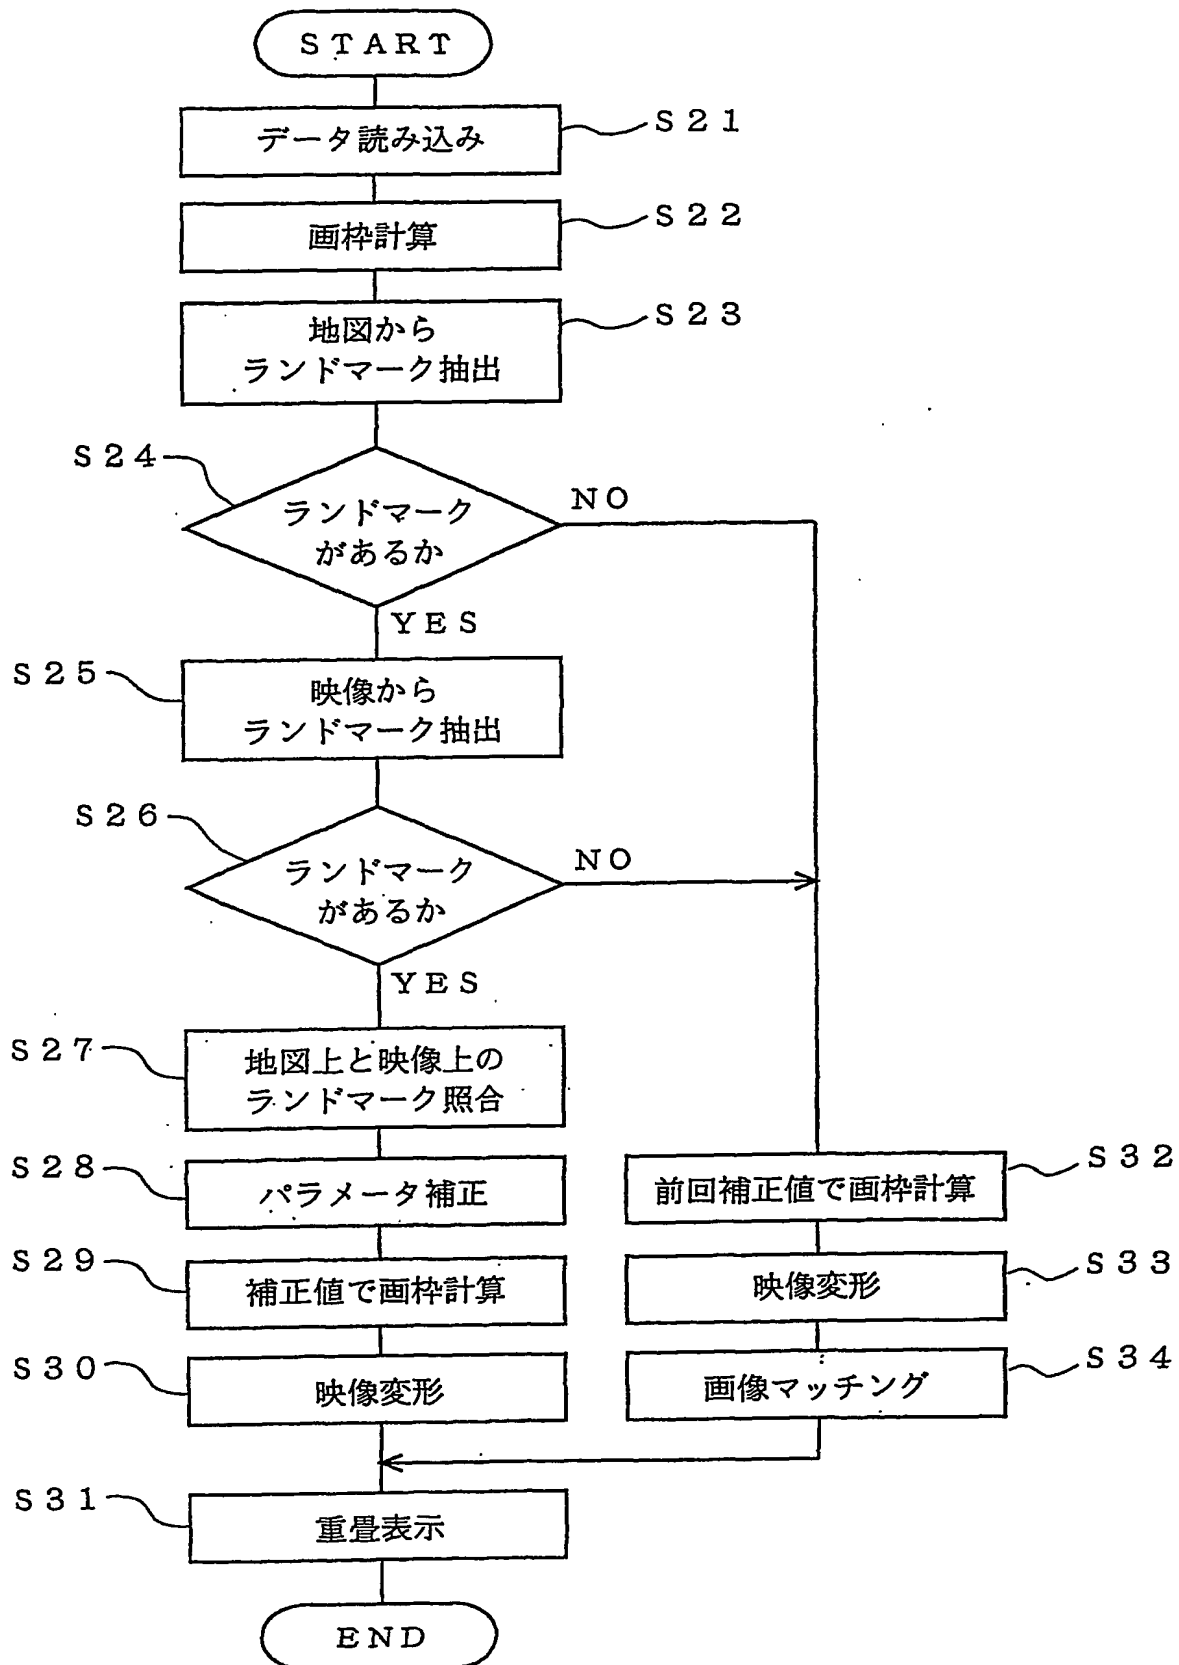 START
データ読み込み
S21
画枠計算
S22
地図から
ランドマーク抽出
S23
S24
ランドマーク
があるか
NO
YES
S25
映像から
ランドマーク抽出
S26
ランドマーク
があるか
NO
YES
S27
地図上と映像上の
ランドマーク照合
S28
パラメータ補正
S29
補正値で画枠計算
S30
映像変形
S32
前回補正値で画枠計算
S33
映像変形
S34
画像マッチング
S31
重畳表示
END